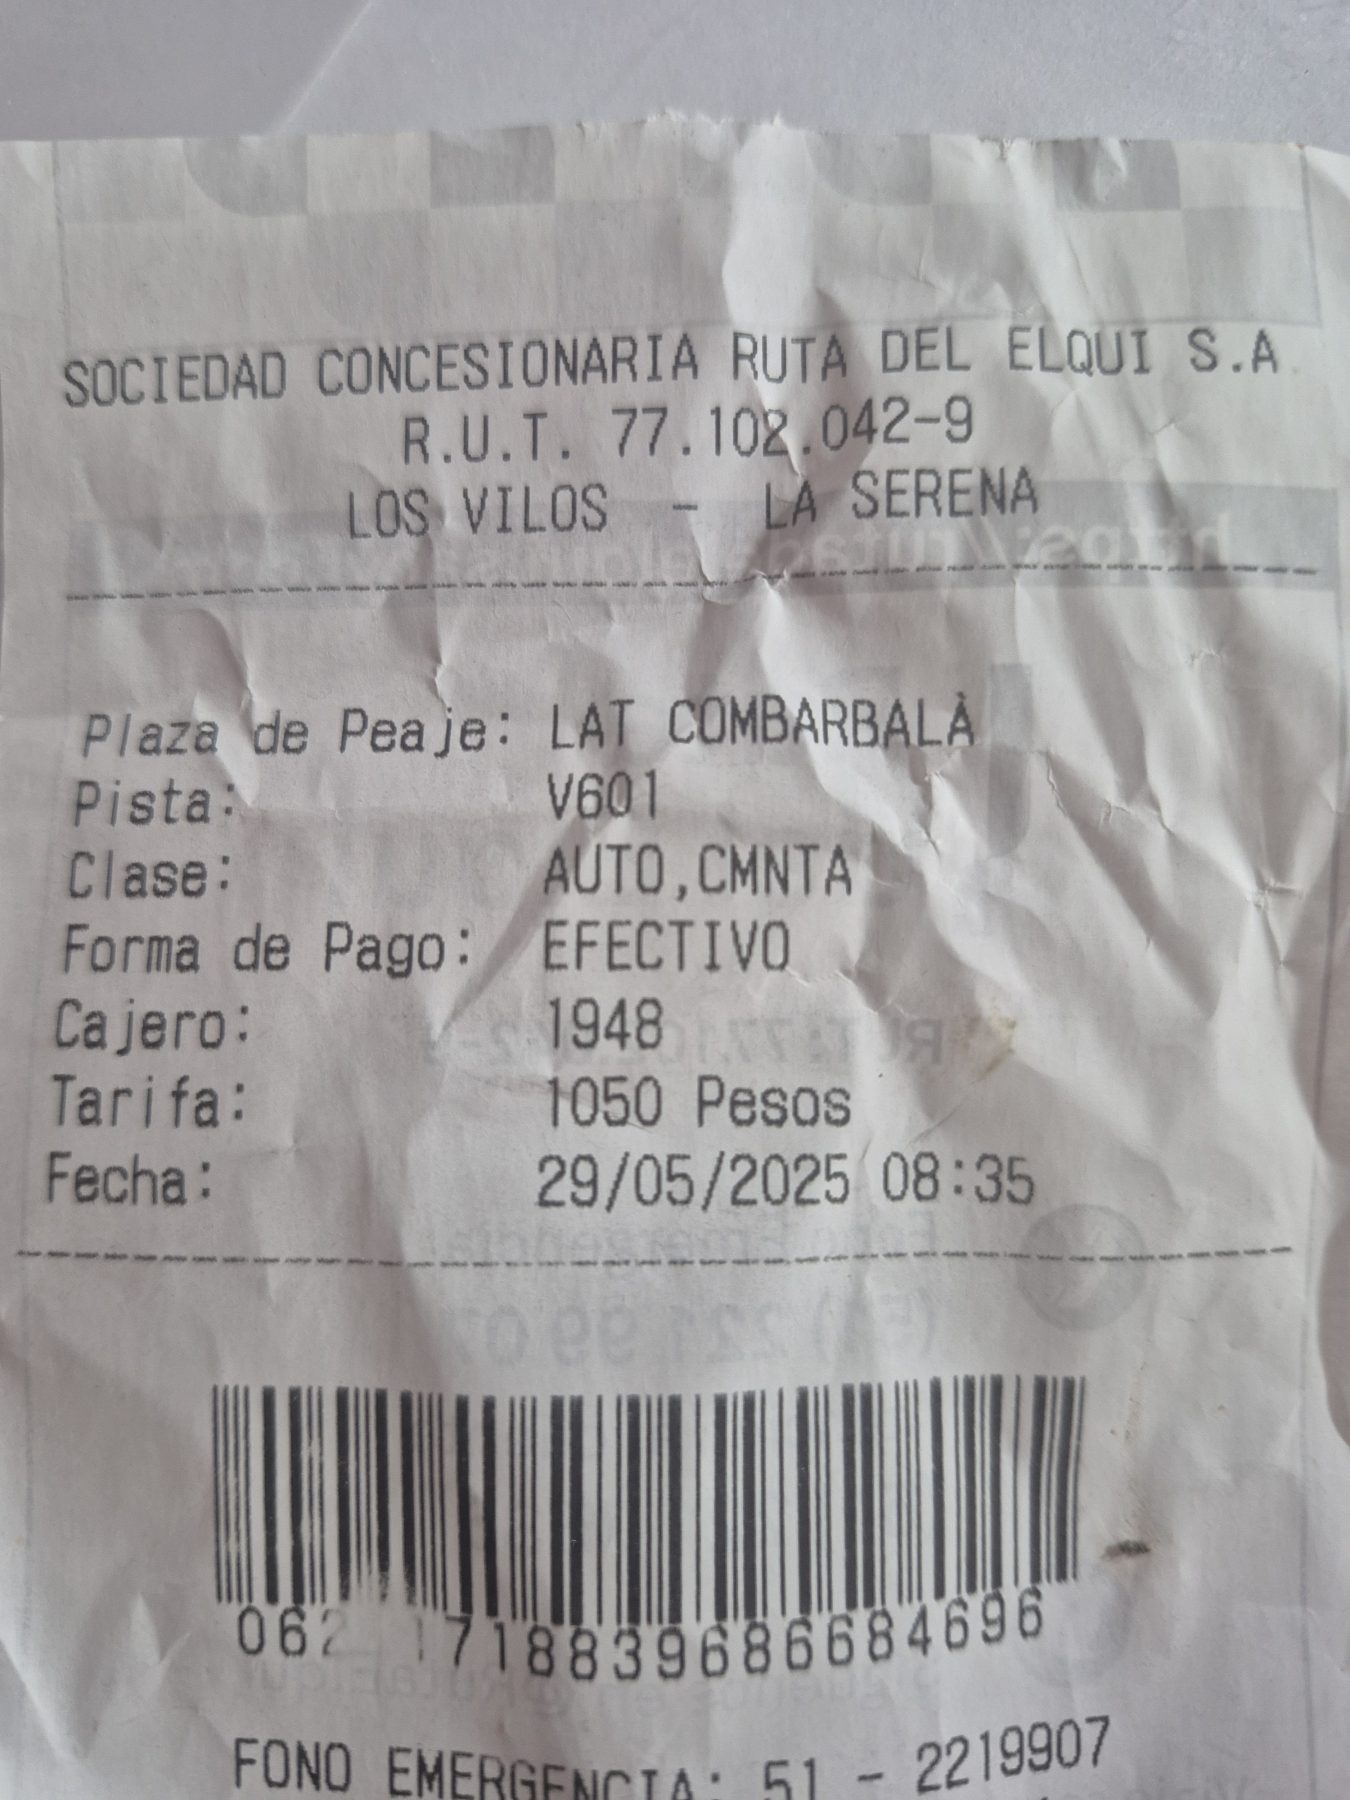 SOCIEDAD CONCESIONARIA RUTA DEL ELQUI S.A
R.U.T. 77.102.042-9
LOS VILOS - LA SERENA
Plaza de Peaje: LAT COMBARBALÀ
Pista: V601
Clase: AUTO,CMNTA
Forma de Pago: EFECTIVO
Cajero: 1948
Tarifa: 1050 Pesos
Fecha: 29/05/2025 08:35
FONO EMERGENCIA: 51 - 2219907